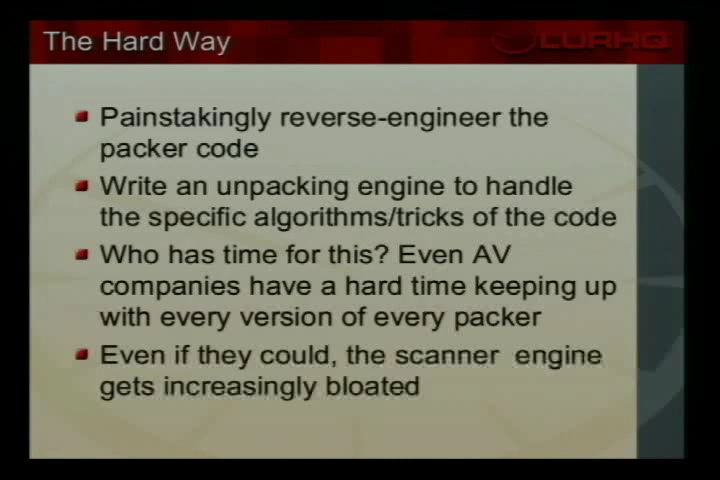 The Hard Way
LURHQ
Painstakingly reverse-engineer the
packer code
Write an unpacking engine to handle
the specific algorithms/tricks of the code
Who has time for this? Even AV
companies have a hard time keeping up
with every version of every packer
Even if they could, the scanner engine
gets increasingly bloated